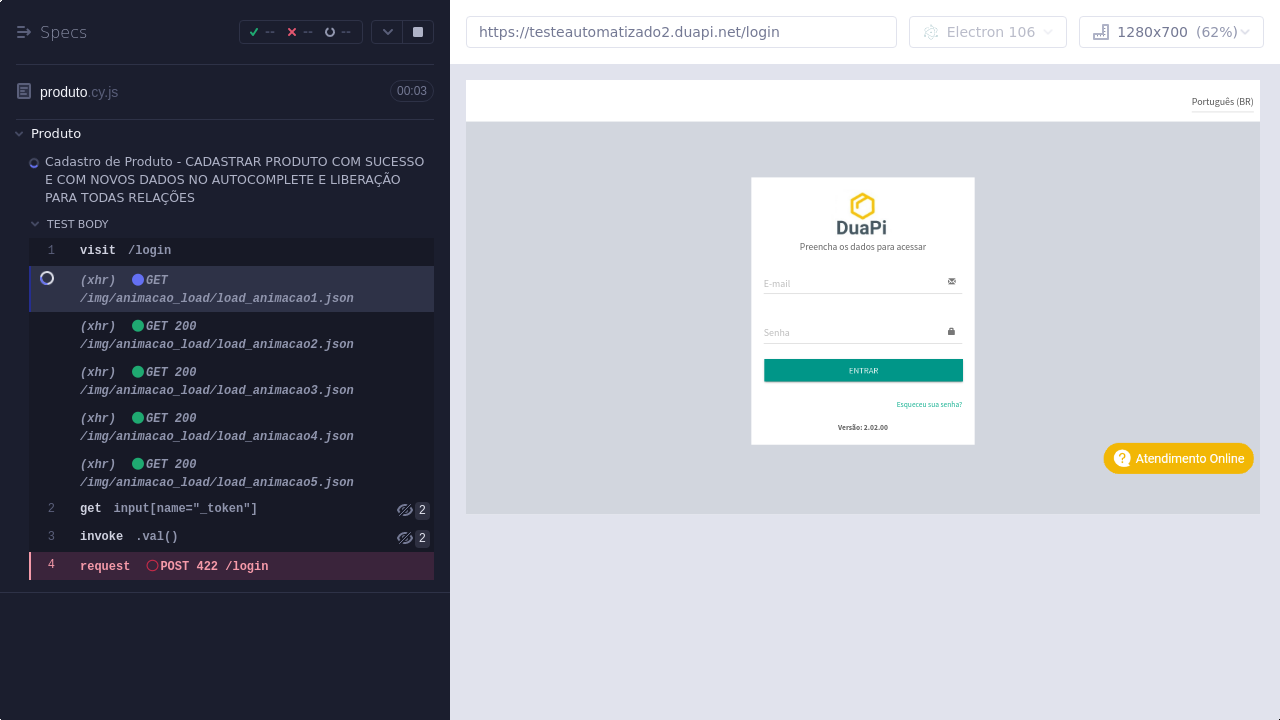 Specs
--
--
--
https://testeautomatizado2.duapi.net/login
Electron 106
1280x700 (62%)
produto.cy.js
00:03
Produto
Cadastro de Produto - CADASTRAR PRODUTO COM SUCESSO
E COM NOVOS DADOS NO AUTOCOMPLETE E LIBERAÇÃO
PARA TODAS RELAÇÕES
TEST BODY
1 visit /login
(xhr) GET
/img/animacao_load/load_animacao1.json
(xhr) GET 200
/img/animacao_load/load_animacao2.json
(xhr) GET 200
/img/animacao_load/load_animacao3.json
(xhr) GET 200
/img/animacao_load/load_animacao4.json
(xhr) GET 200
/img/animacao_load/load_animacao5.json
2 get input[name="_token"] 2
3 invoke .val() 2
4 request POST 422 /login
Português (BR)
DuaPi
Preencha os dados para acessar
E-mail
Senha
ENTRAR
Esqueceu sua senha?
Versão: 2.02.00
Atendimento Online